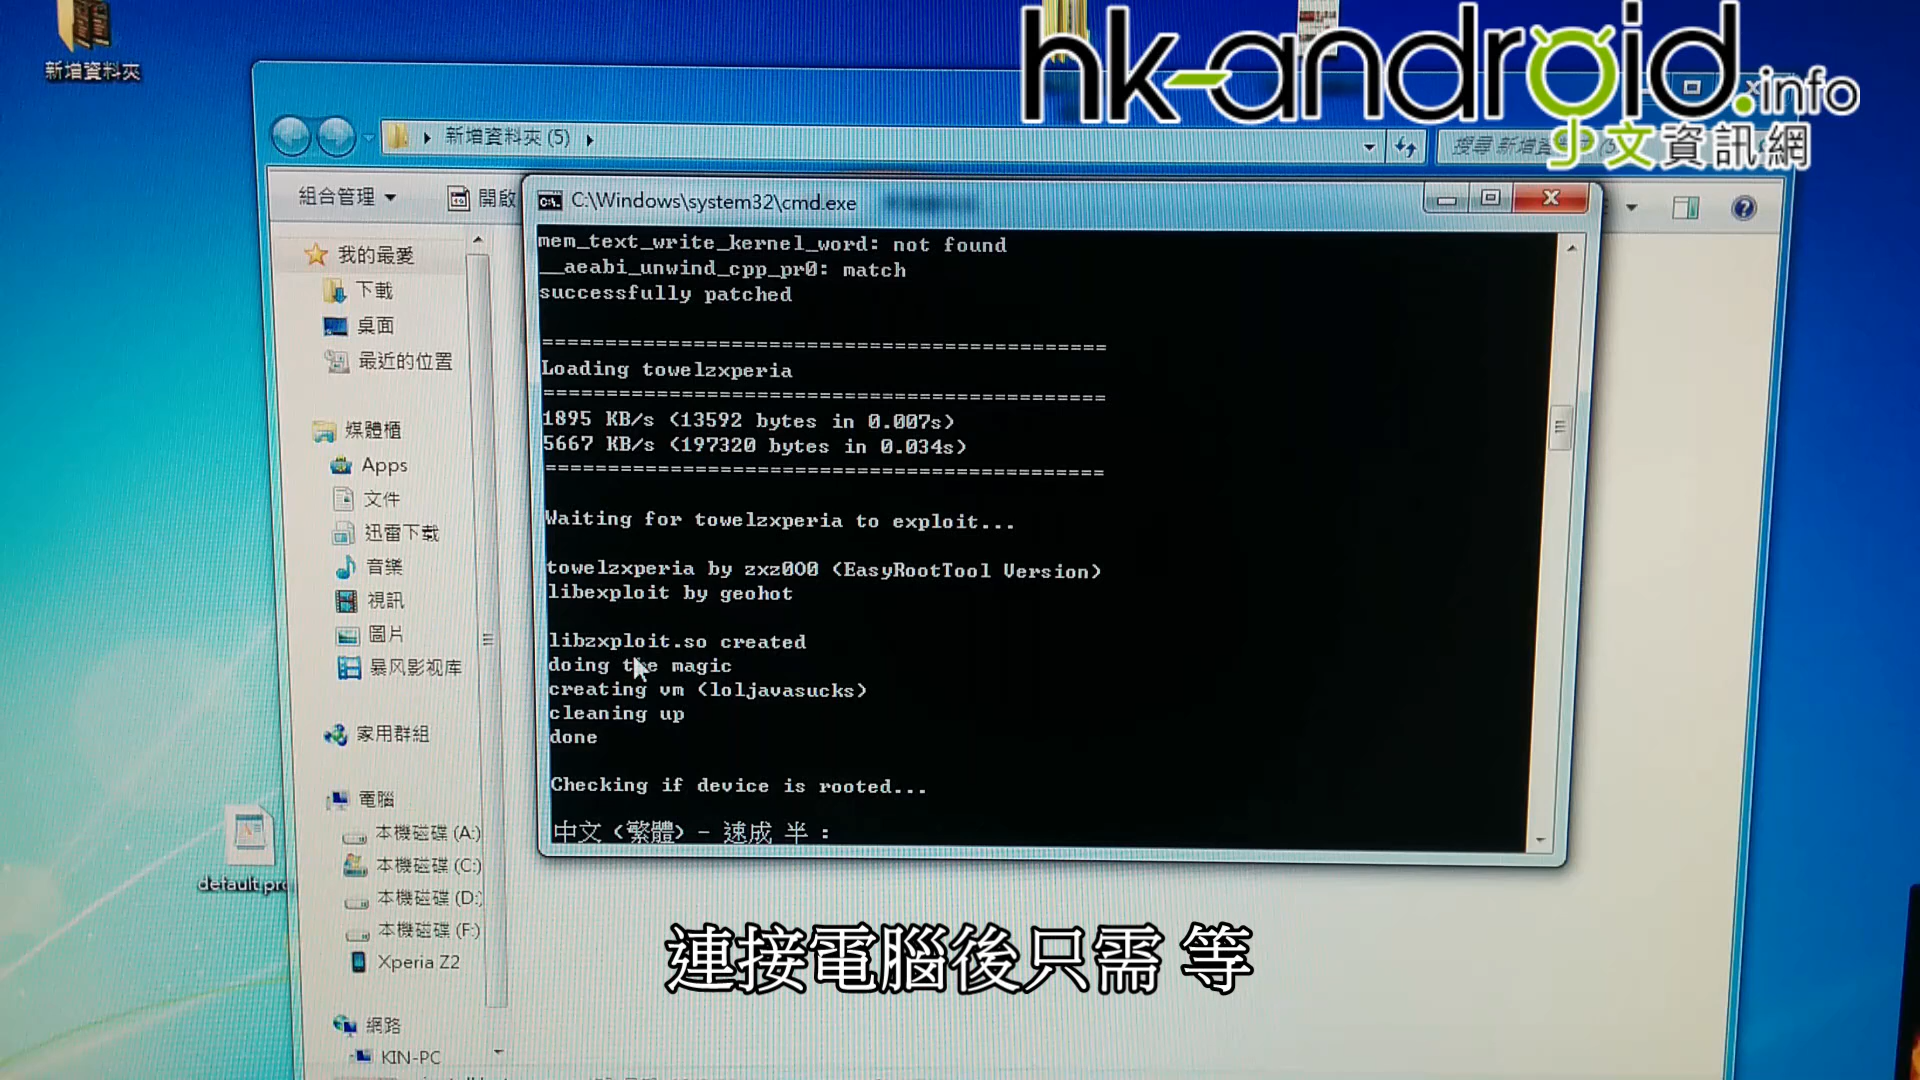 新增資料夾
hk-android.info
小文資訊網
新增資料夾 (5)
搜尋 新增資
組合管理
開啟
C:\Windows\system32\cmd.exe
我的最愛
下載
桌面
最近的位置
媒體櫃
Apps
文件
迅雷下载
音樂
視訊
圖片
暴风影视库
家用群組
電腦
本機磁碟 (A:)
本機磁碟 (C:)
本機磁碟 (D:)
本機磁碟 (F:)
Xperia Z2
網路
KIN-PC
default.pro
mem_text_write_kernel_word: not found
__aeabi_unwind_cpp_pr0: match
successfully patched
=============================================
Loading towelzxperia
=============================================
1895 KB/s (13592 bytes in 0.007s)
5667 KB/s (197320 bytes in 0.034s)
=============================================
Waiting for towelzxperia to exploit...
towelzxperia by zxz0O0 (EasyRootTool Version)
libexploit by geohot
libzxploit.so created
doing the magic
creating vm (loljavasucks)
cleaning up
done
Checking if device is rooted...
中文 (繁體) - 速成 半 :
連接電腦後只需 等